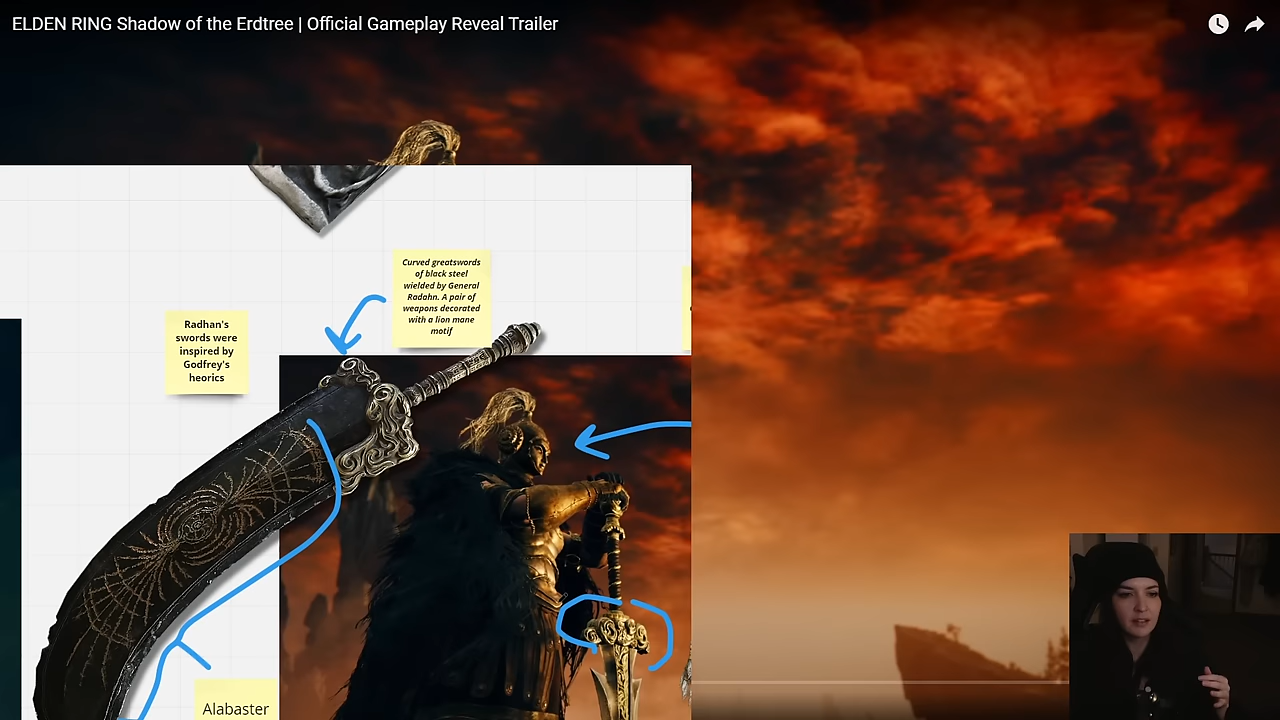 ELDEN RING Shadow of the Erdtree | Official Gameplay Reveal Trailer
Curved greatswords
of black steel
wielded by General
Radahn. A pair of
weapons decorated
with a lion mane
motif
Radhan's
swords were
inspired by
Godfrey's
heorics
Alabaster